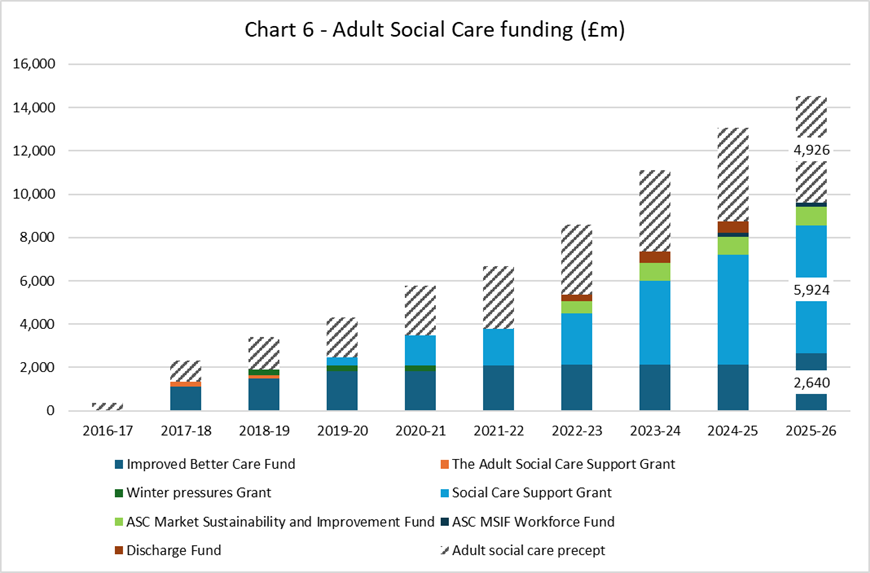 Chart 6 - Adult Social Care funding (£m)
16,000
14,000
12,000
10,000
8,000
6,000
4,000
2,000
0
4,926
5,924
2,640
2016-17 2017-18 2018-19 2019-20 2020-21 2021-22 2022-23 2023-24 2024-25 2025-26
Improved Better Care Fund The Adult Social Care Support Grant
Winter pressures Grant Social Care Support Grant
ASC Market Sustainability and Improvement Fund ASC MSIF Workforce Fund
Discharge Fund Adult social care precept